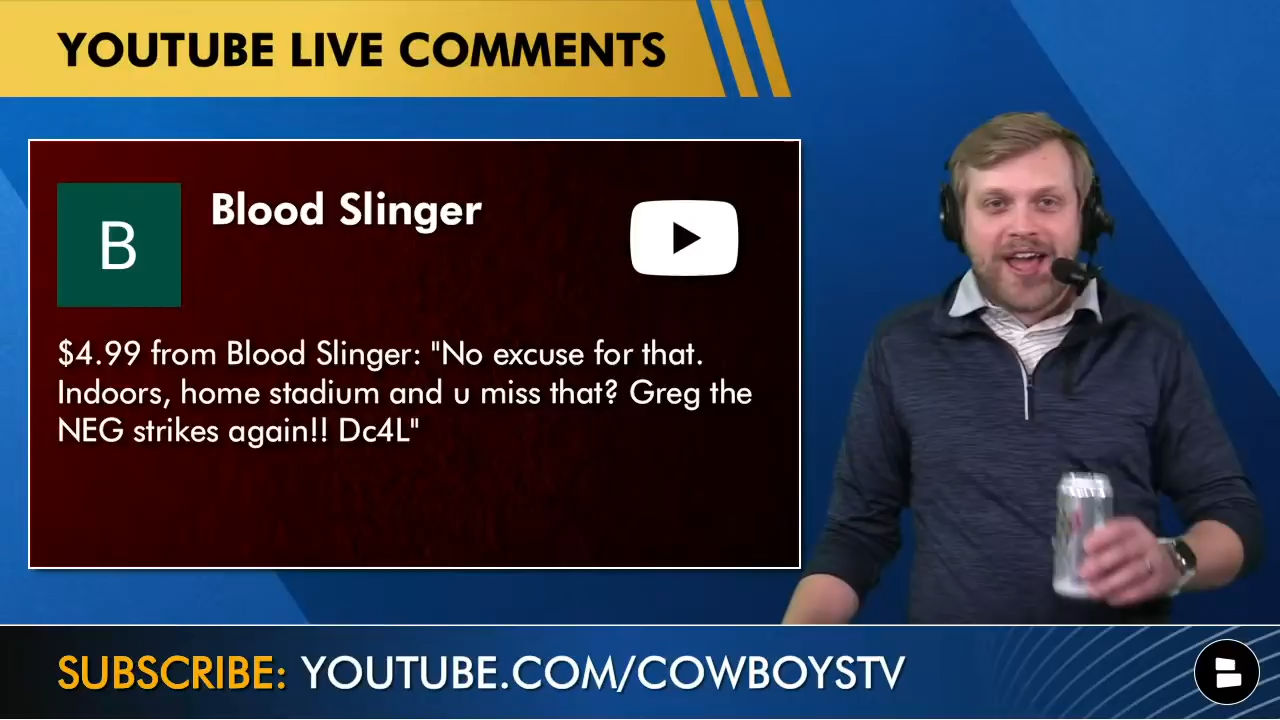 YOUTUBE LIVE COMMENTS
B
Blood Slinger
$4.99 from Blood Slinger: "No excuse for that.
Indoors, home stadium and u miss that? Greg the
NEG strikes again!! Dc4L"
SUBSCRIBE: YOUTUBE.COM/COWBOYSTV